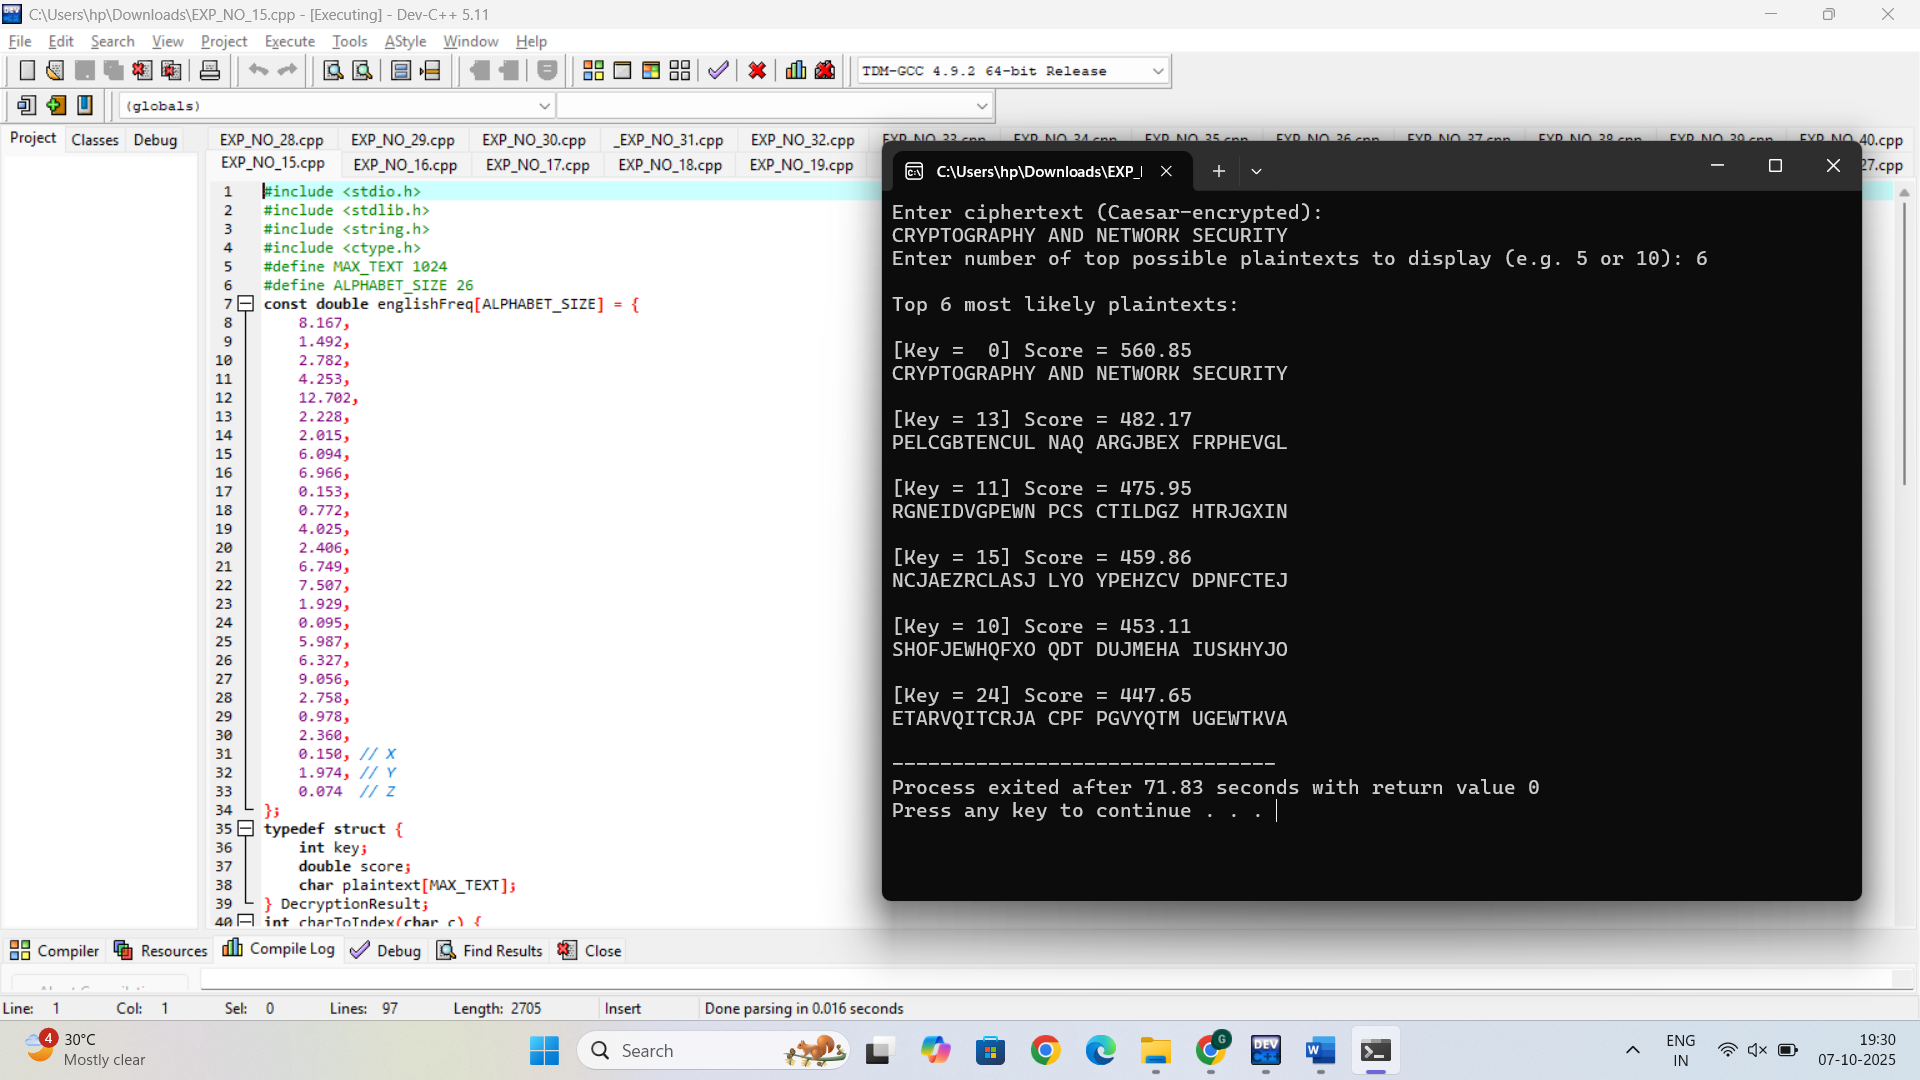 C:\Users\hp\Downloads\EXP_NO_15.cpp - [Executing] - Dev-C++ 5.11
File Edit Search View Project Execute Tools AStyle Window Help
TDM-GCC 4.9.2 64-bit Release
(globals)
Project Classes Debug
EXP_NO_28.cpp EXP_NO_29.cpp EXP_NO_30.cpp _EXP_NO_31.cpp EXP_NO_32.cpp EXP_NO_33.cpp EXP_NO_34.cpp EXP_NO_35.cpp EXP_NO_36.cpp EXP_NO_37.cpp EXP_NO_38.cpp EXP_NO_39.cpp EXP_NO_40.cpp
EXP_NO_15.cpp EXP_NO_16.cpp EXP_NO_17.cpp EXP_NO_18.cpp EXP_NO_19.cpp 27.cpp
1 #include <stdio.h>
2 #include <stdlib.h>
3 #include <string.h>
4 #include <ctype.h>
5 #define MAX_TEXT 1024
6 #define ALPHABET_SIZE 26
7 const double englishFreq[ALPHABET_SIZE] = {
8 8.167,
9 1.492,
10 2.782,
11 4.253,
12 12.702,
13 2.228,
14 2.015,
15 6.094,
16 6.966,
17 0.153,
18 0.772,
19 4.025,
20 2.406,
21 6.749,
22 7.507,
23 1.929,
24 0.095,
25 5.987,
26 6.327,
27 9.056,
28 2.758,
29 0.978,
30 2.360,
31 0.150, // X
32 1.974, // Y
33 0.074 // Z
34 };
35 typedef struct {
36 int key;
37 double score;
38 char plaintext[MAX_TEXT];
39 } DecryptionResult;
40 int charToIndex(char c) {
C:\Users\hp\Downloads\EXP_I
Enter ciphertext (Caesar-encrypted):
CRYPTOGRAPHY AND NETWORK SECURITY
Enter number of top possible plaintexts to display (e.g. 5 or 10): 6
Top 6 most likely plaintexts:
[Key =  0] Score = 560.85
CRYPTOGRAPHY AND NETWORK SECURITY
[Key = 13] Score = 482.17
PELCGBTENCUL NAQ ARGJBEX FRPHEVGL
[Key = 11] Score = 475.95
RGNEIDVGPEWN PCS CTILDGZ HTRJGXIN
[Key = 15] Score = 459.86
NCJAEZRCLASJ LYO YPEHZCV DPNFCTEJ
[Key = 10] Score = 453.11
SHOFJEWHQFXO QDT DUJMEHA IUSKHYJO
[Key = 24] Score = 447.65
ETARVQITCRJA CPF PGVYQTM UGEWTKVA
--------------------------------
Process exited after 71.83 seconds with return value 0
Press any key to continue . . .
Compiler Resources Compile Log Debug Find Results Close
Line: 1 Col: 1 Sel: 0 Lines: 97 Length: 2705 Insert Done parsing in 0.016 seconds
4
30°C
Mostly clear
Search
G
DEV
W
ENG
IN
19:30
07-10-2025